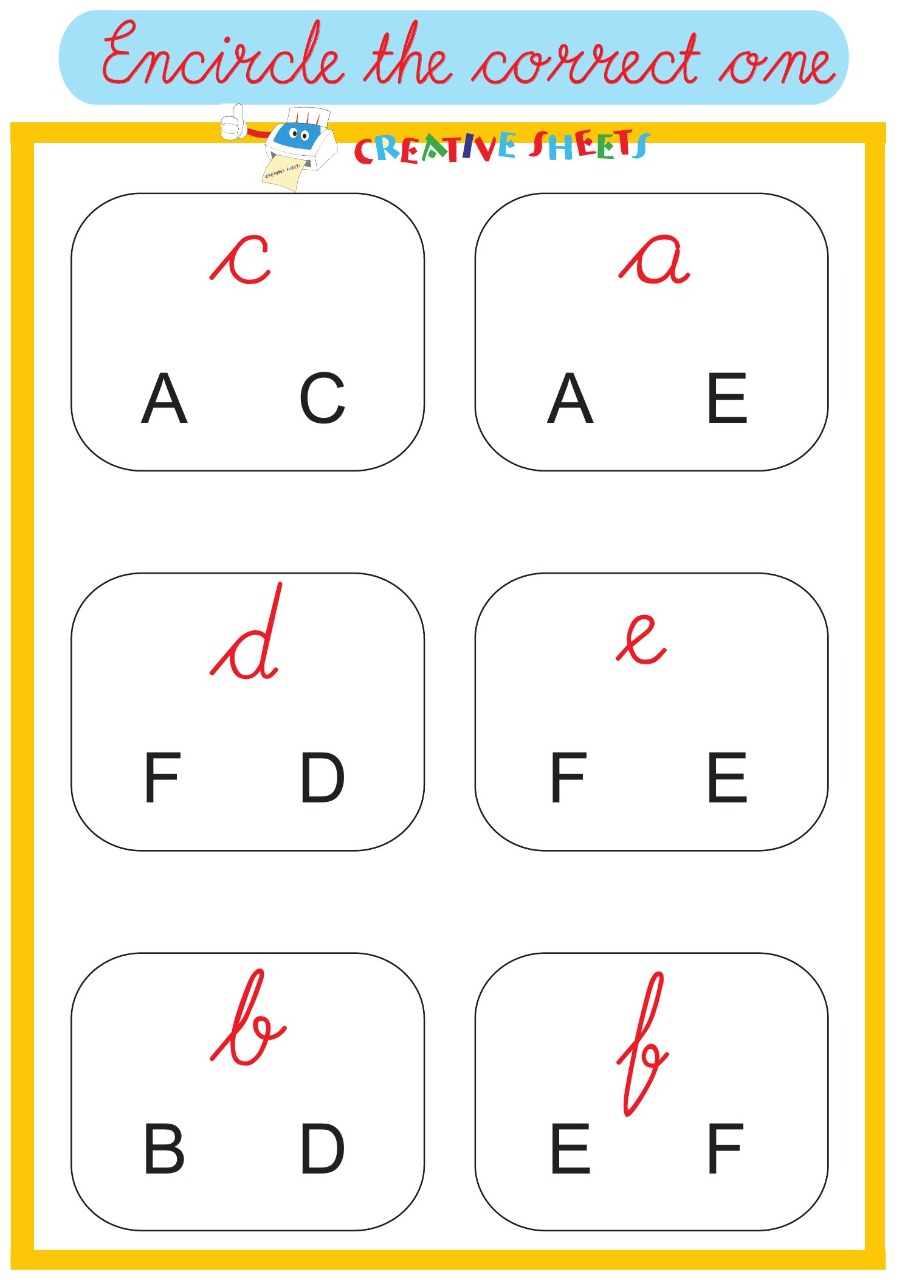 Encircle the correct one
CREATIVE SHEETS
c a
A C A E
d e
F D F E
b f
B D E F